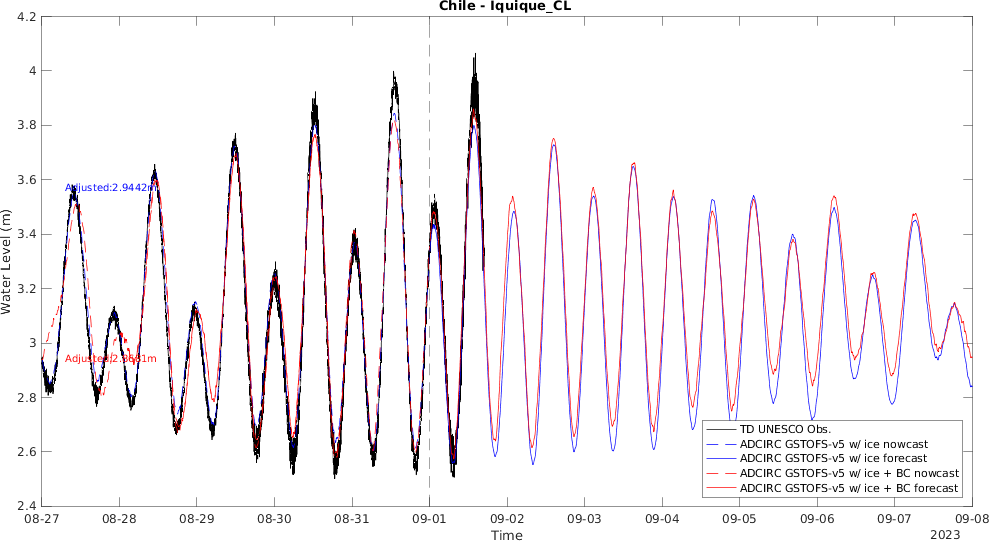 Chile - Iquique_CL
4.2
4
3.8
3.6
3.4
3.2
3
2.8
2.6
2.4
Water Level (m)
Adjusted:2.9442m
TD UNESCO Obs.
ADCIRC GSTOFS-v5 w/ ice nowcast
ADCIRC GSTOFS-v5 w/ ice forecast
ADCIRC GSTOFS-v5 w/ ice + BC nowcast
ADCIRC GSTOFS-v5 w/ ice + BC forecast
08-27
08-28
08-29
08-30
08-31
09-01
09-02
09-03
09-04
09-05
09-06
09-07
09-08
Time
2023